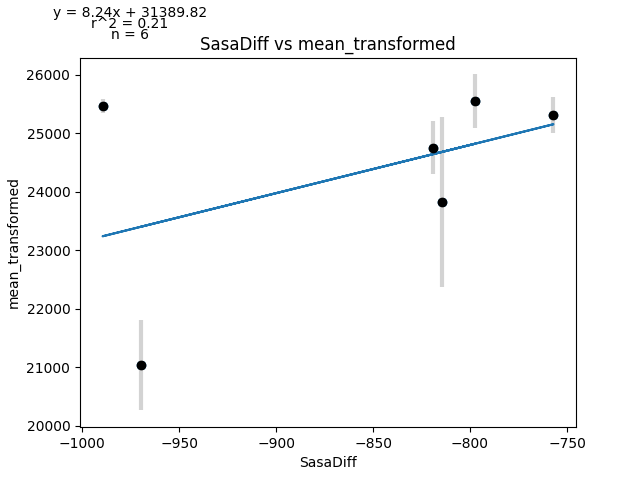 y = 8.24x + 31389.82
r^2 = 0.21
n = 6
SasaDiff vs mean_transformed
26000
25000
24000
23000
22000
21000
20000
mean_transformed
−1000
−950
−900
−850
−800
−750
SasaDiff